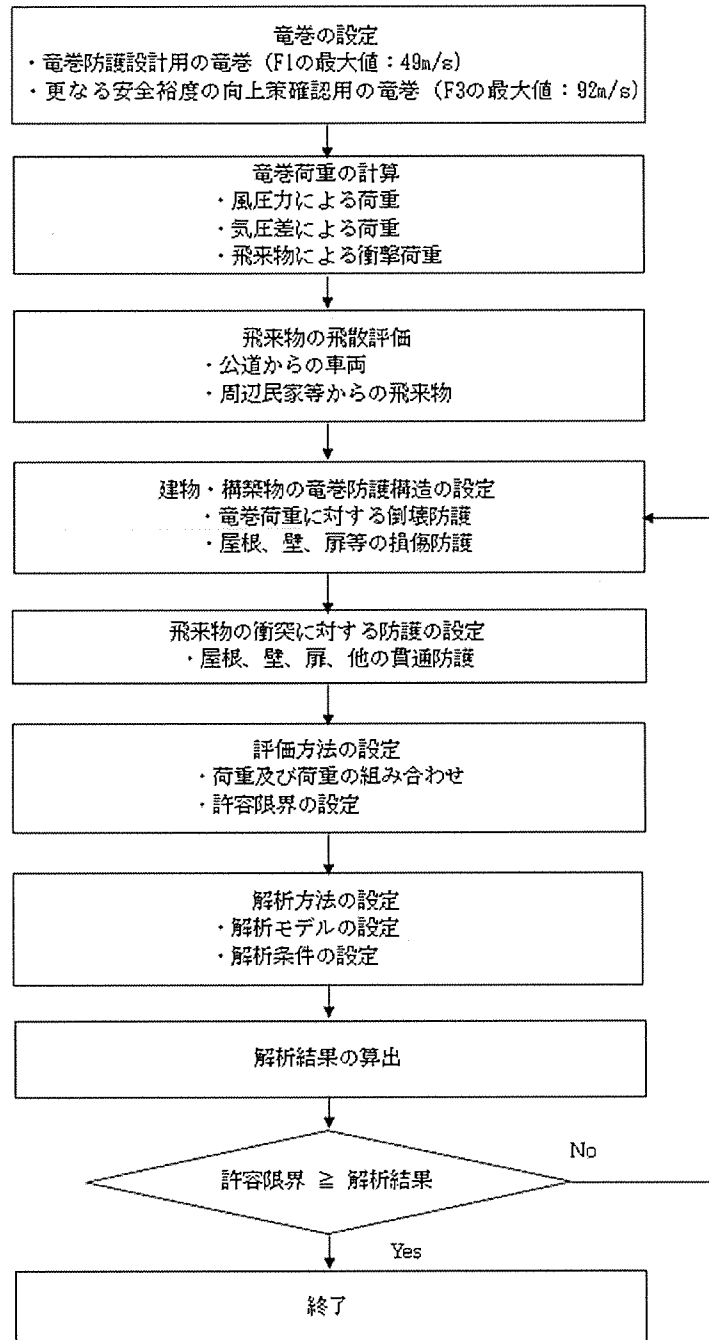 竜巻の設定
・竜巻防護設計用の竜巻 (F1の最大値：49m/s)
・更なる安全裕度の向上策確認用の竜巻 (F3の最大値：92m/s)
竜巻荷重の計算
・風圧力による荷重
・気圧差による荷重
・飛来物による衝撃荷重
飛来物の飛散評価
・公道からの車両
・周辺民家等からの飛来物
建物・構築物の竜巻防護構造の設定
・竜巻荷重に対する倒壊防護
・屋根、壁、扉等の損傷防護
飛来物の衝突に対する防護の設定
・屋根、壁、扉、他の貫通防護
評価方法の設定
・荷重及び荷重の組み合わせ
・許容限界の設定
解析方法の設定
・解析モデルの設定
・解析条件の設定
解析結果の算出
許容限界 ≧ 解析結果
No
Yes
終了